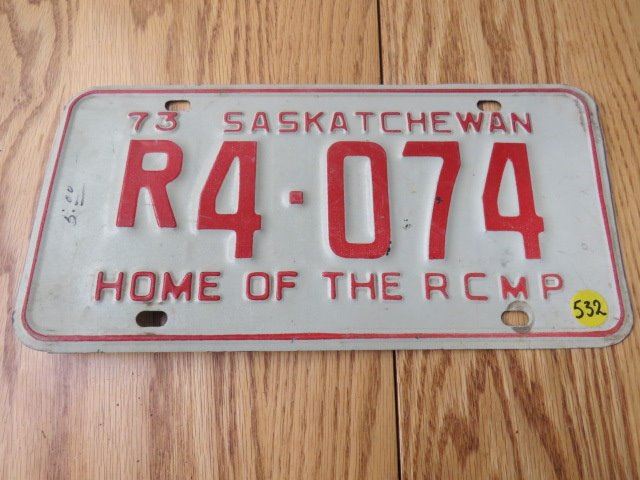 73 SASKATCHEWAN
R4·074
HOME OF THE RCMP
532